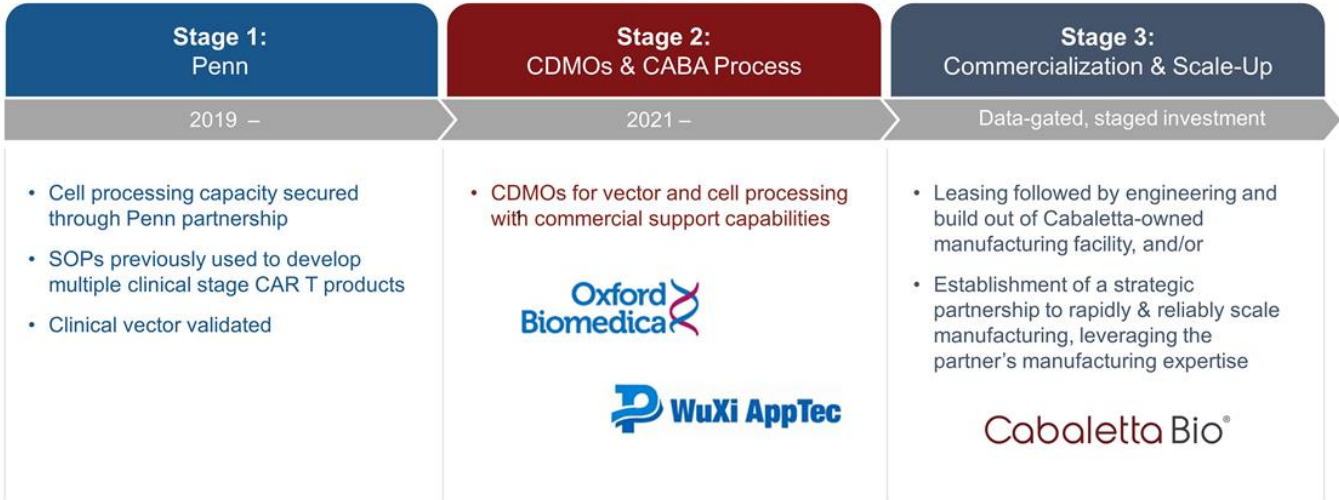 Stage 1:
Penn
Stage 2:
CDMOs & CABA Process
Stage 3:
Commercialization & Scale-Up
2019 –
2021 –
Data-gated, staged investment
• Cell processing capacity secured
through Penn partnership
• SOPs previously used to develop
multiple clinical stage CAR T products
• Clinical vector validated
• CDMOs for vector and cell processing
with commercial support capabilities
Oxford
Biomedica
WuXi AppTec
• Leasing followed by engineering and
build out of Cabaletta-owned
manufacturing facility, and/or
• Establishment of a strategic
partnership to rapidly & reliably scale
manufacturing, leveraging the
partner's manufacturing expertise
Cabaletta Bio®